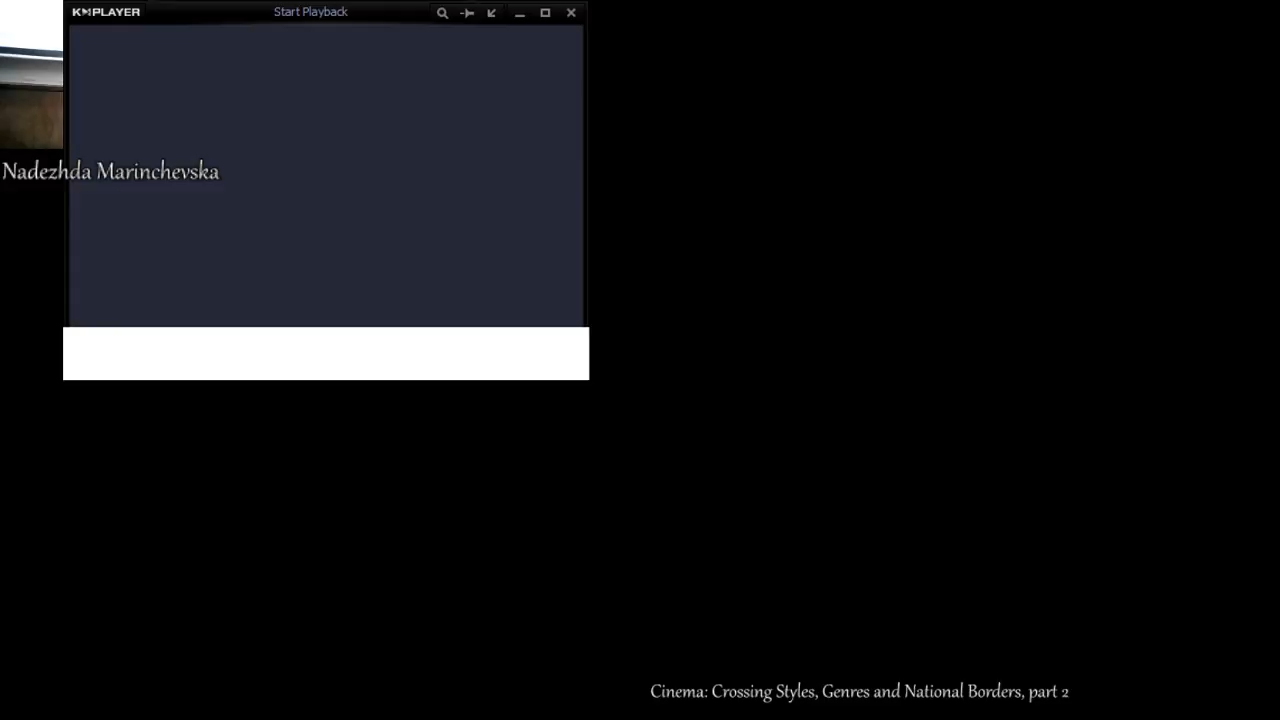 KMPLAYER
Start Playback
Nadezhda Marinchevska
Cinema: Crossing Styles, Genres and National Borders, part 2